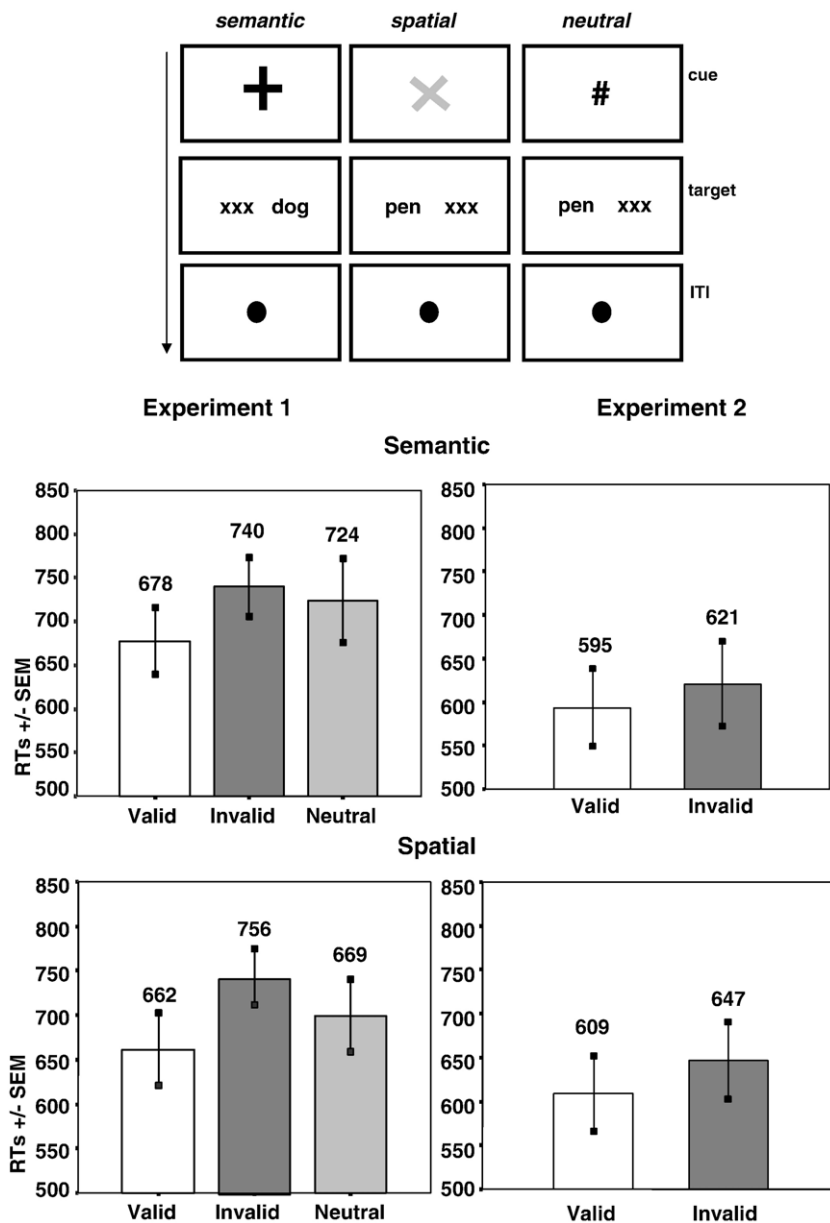 semantic spatial neutral
+ × # cue
xxx dog pen xxx pen xxx target
ITI
Experiment 1 Experiment 2
Semantic
850
800
750
700
650
600
550
500
RTs +/- SEM
678 740 724
Valid Invalid Neutral
850
800
700
650
600
550
500
595 621
Valid Invalid
Spatial
850
800
750
700
650
600
550
500
RTs +/- SEM
662 756 669
Valid Invalid Neutral
850
800
750
700
650
600
550
500
609 647
Valid Invalid